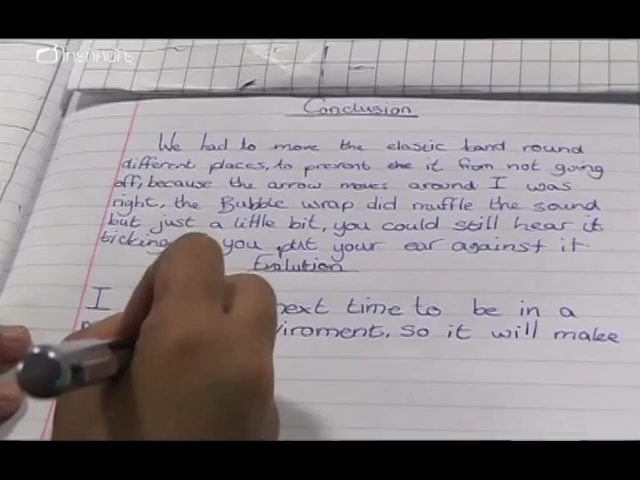 institute
Conclusion
We had to move the elastic band round
different places, to prevent it from not going
off, because the arrow moves around I was
right, the Bubble wrap did muffle the sound
but just a little bit, you could still hear it
ticking you put your ear against it.
Evalution
I next time to be in a
viroment, so it will make